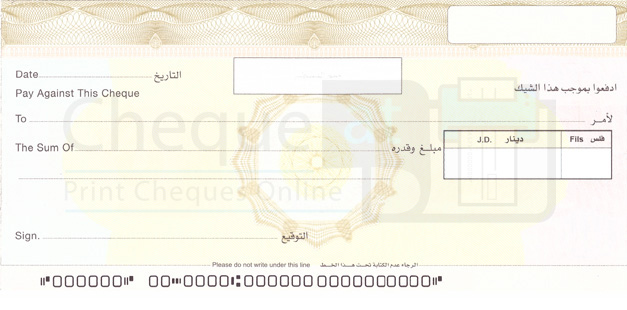 Date التاريخ
Pay Against This Cheque ادفعوا بموجب هذا الشيك
To لأمر
J.D. دينار Fils فلس
The Sum Of مبلغ وقدره
Cheque
Print Cheques Online
Sign. التوقيع
Please do not write under this line الرجاء عدم الكتابة تحت هذا الخط
⑈000000⑈ 00⑉0000⑆000000 0000000000⑈